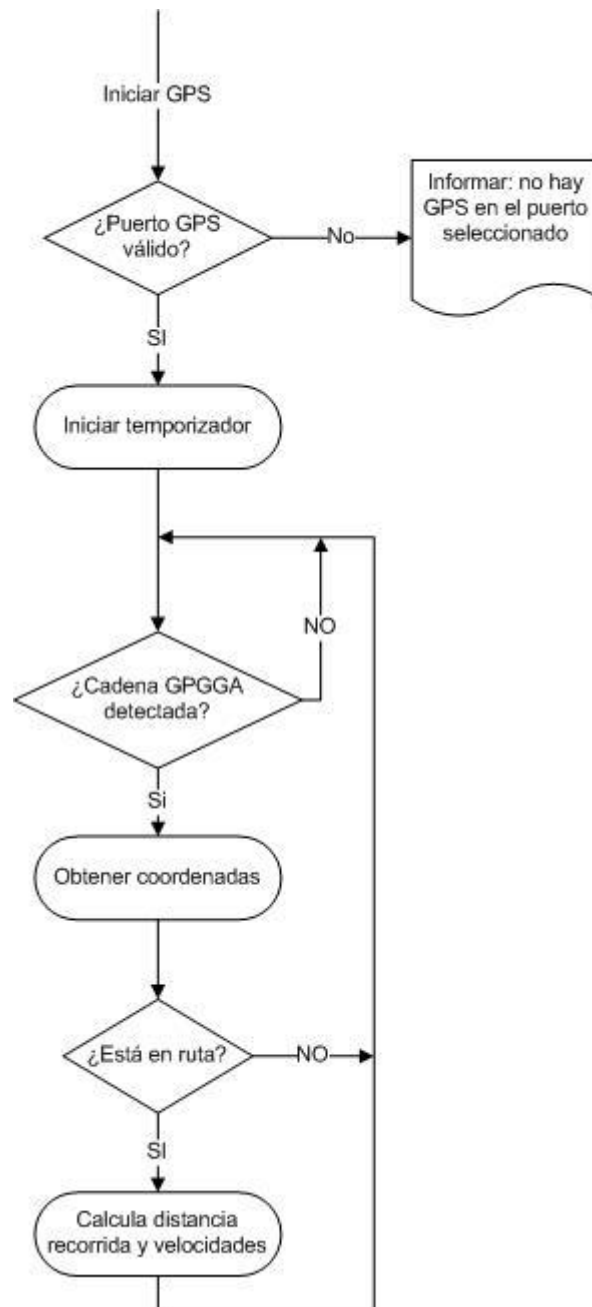 Iniciar GPS
¿Puerto GPS
válido?
No
Informar: no hay
GPS en el puerto
seleccionado
SI
Iniciar temporizador
NO
¿Cadena GPGGA
detectada?
Si
Obtener coordenadas
¿Está en ruta?
NO
SI
Calcula distancia
recorrida y velocidades